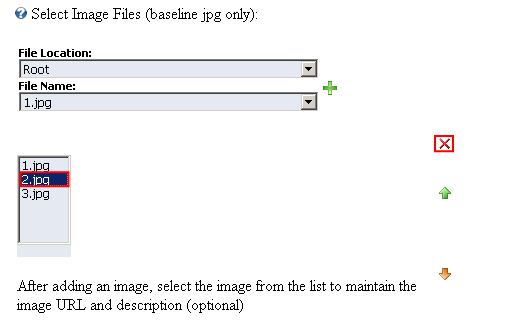 Select Image Files (baseline jpg only):
File Location:
Root
File Name:
1.jpg
1.jpg
2.jpg
3.jpg
After adding an image, select the image from the list to maintain the
image URL and description (optional)